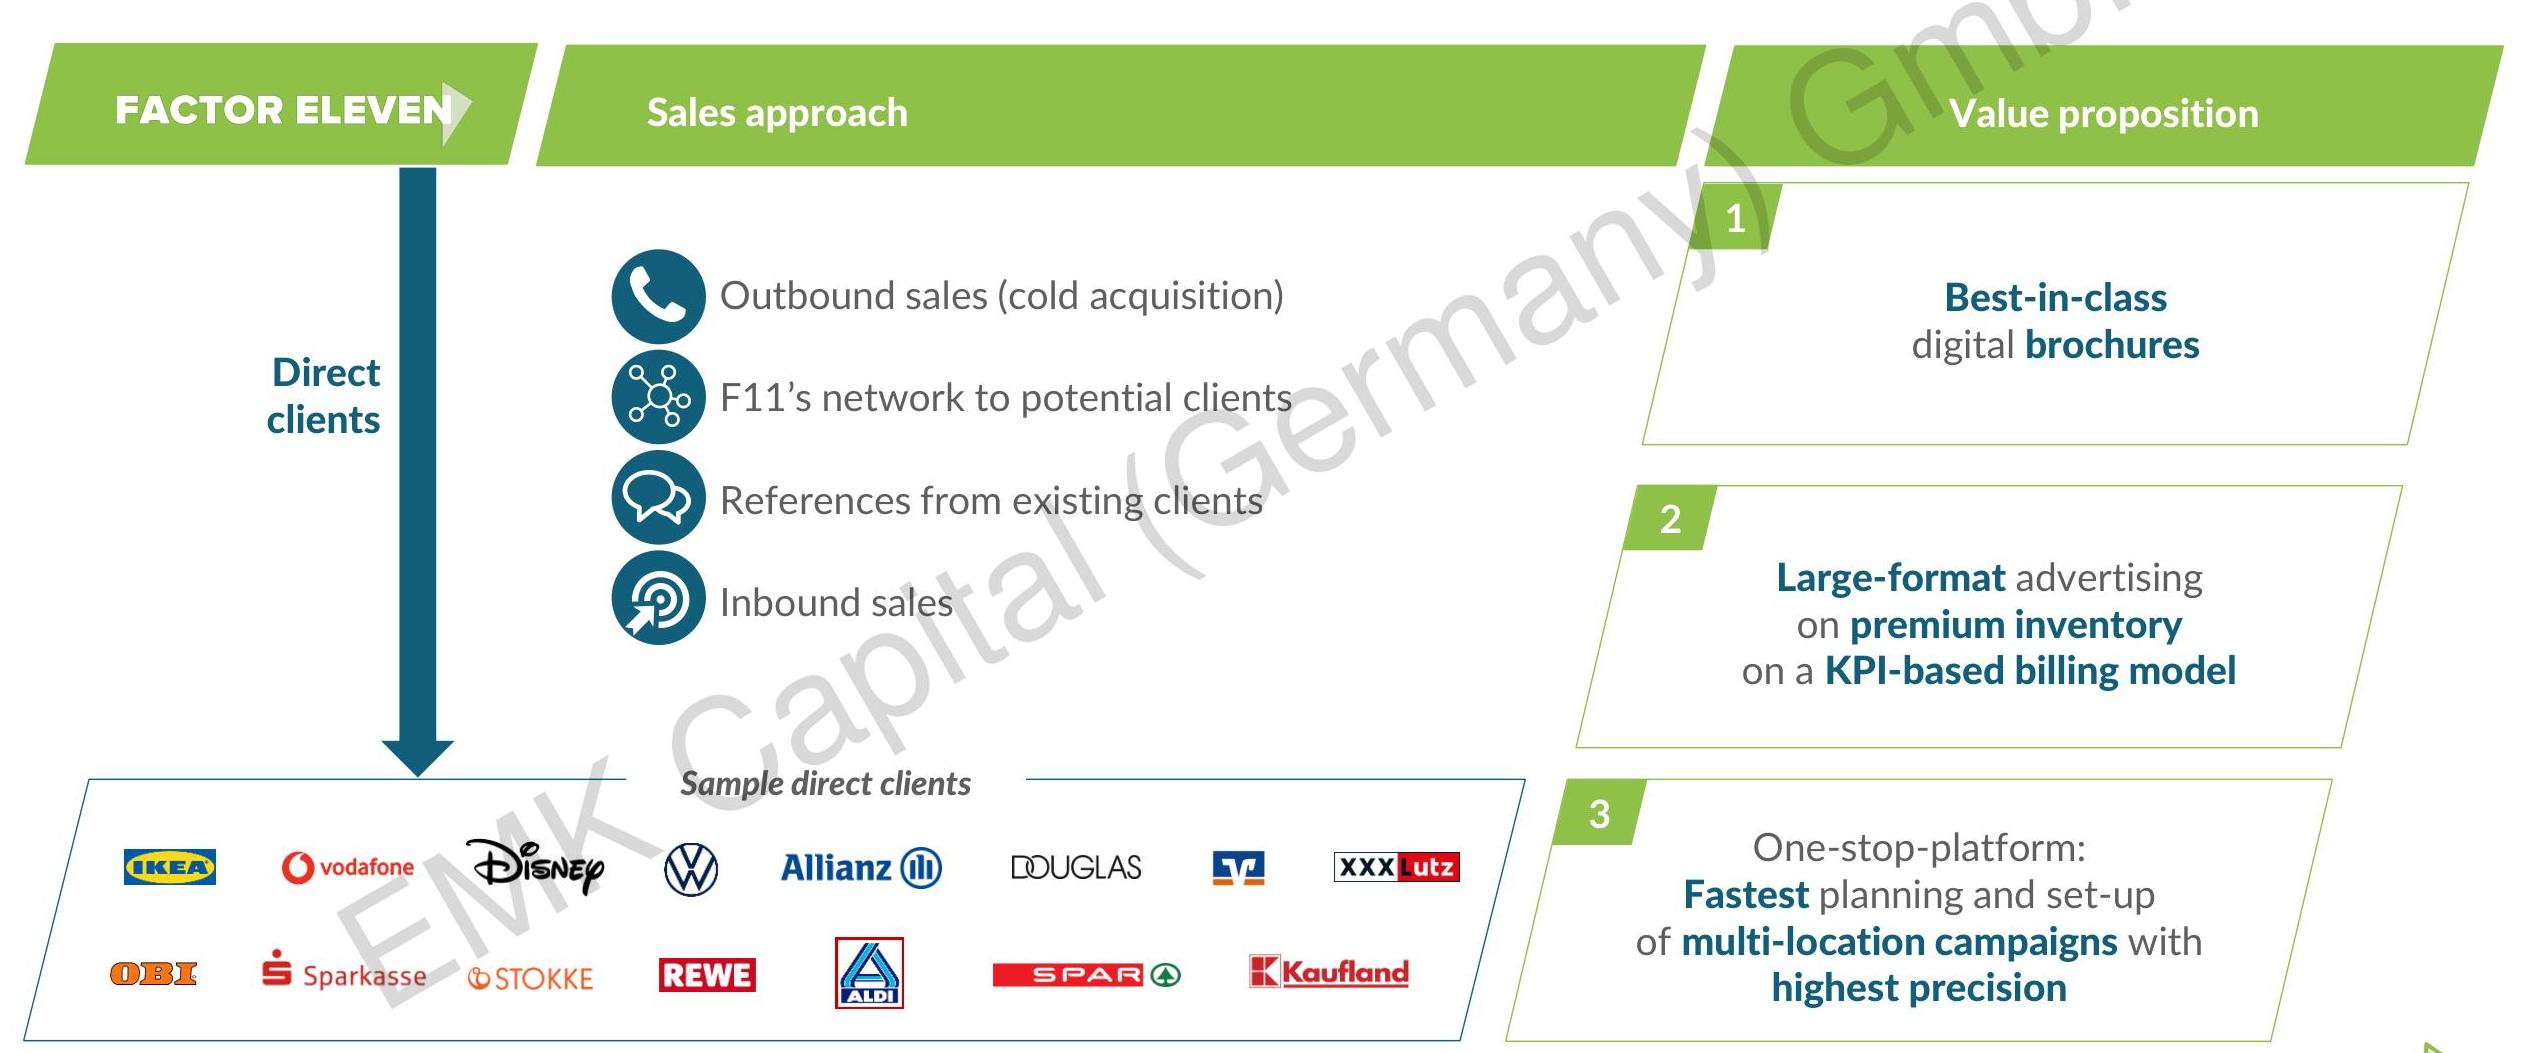 FACTOR ELEVEN
Sales approach
Value proposition
Direct
clients
Outbound sales (cold acquisition)
F11’s network to potential clients
References from existing clients
Inbound sales
1
Best-in-class
digital brochures
2
Large-format advertising
on premium inventory
on a KPI-based billing model
3
One-stop-platform:
Fastest planning and set-up
of multi-location campaigns with
highest precision
Sample direct clients
IKEA
vodafone
Disney
VW
Allianz
DOUGLAS
XXXLutz
OBI
Sparkasse
STOKKE
REWE
ALDI
SPAR
Kaufland
EMK Capital (Germany) Gmb